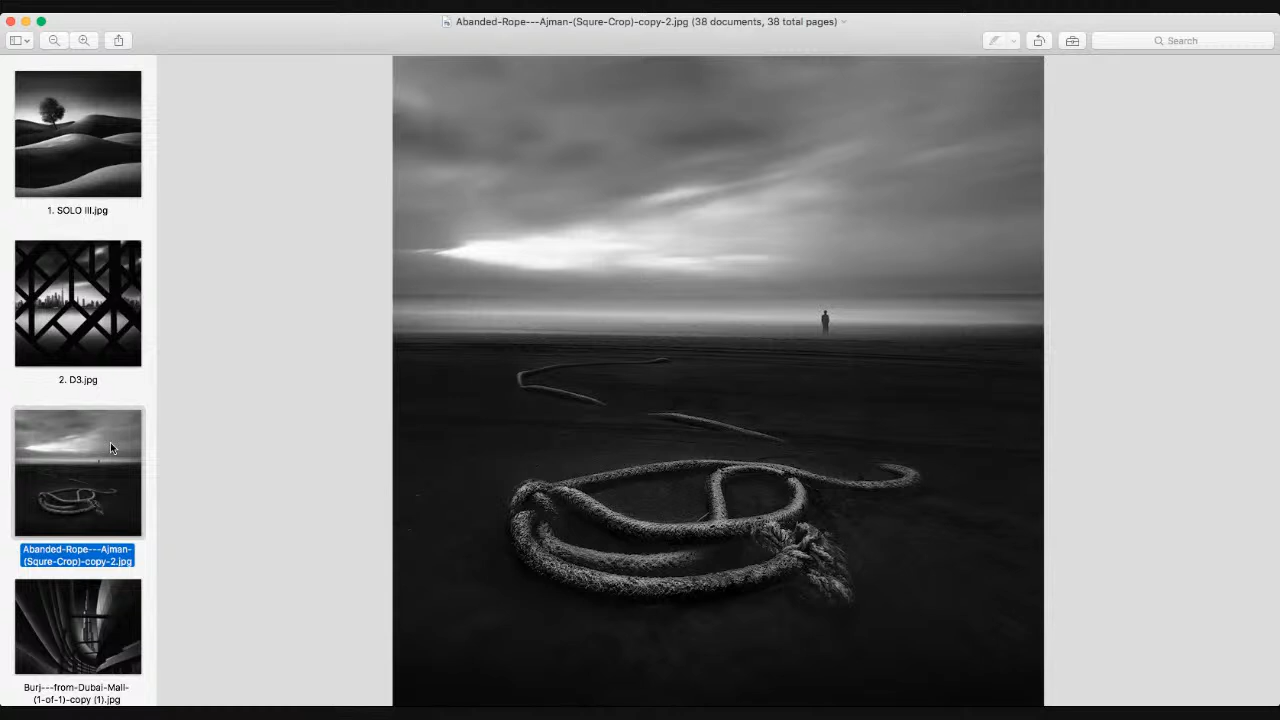 Abanded-Rope---Ajman-(Squre-Crop)-copy-2.jpg (38 documents, 38 total pages)
Search
1. SOLO III.jpg
2. D3.jpg
Abanded-Rope---Ajman-
(Squre-Crop)-copy-2.jpg
Burj---from-Dubai-Mall-
(1-of-1)-copy (1).jpg